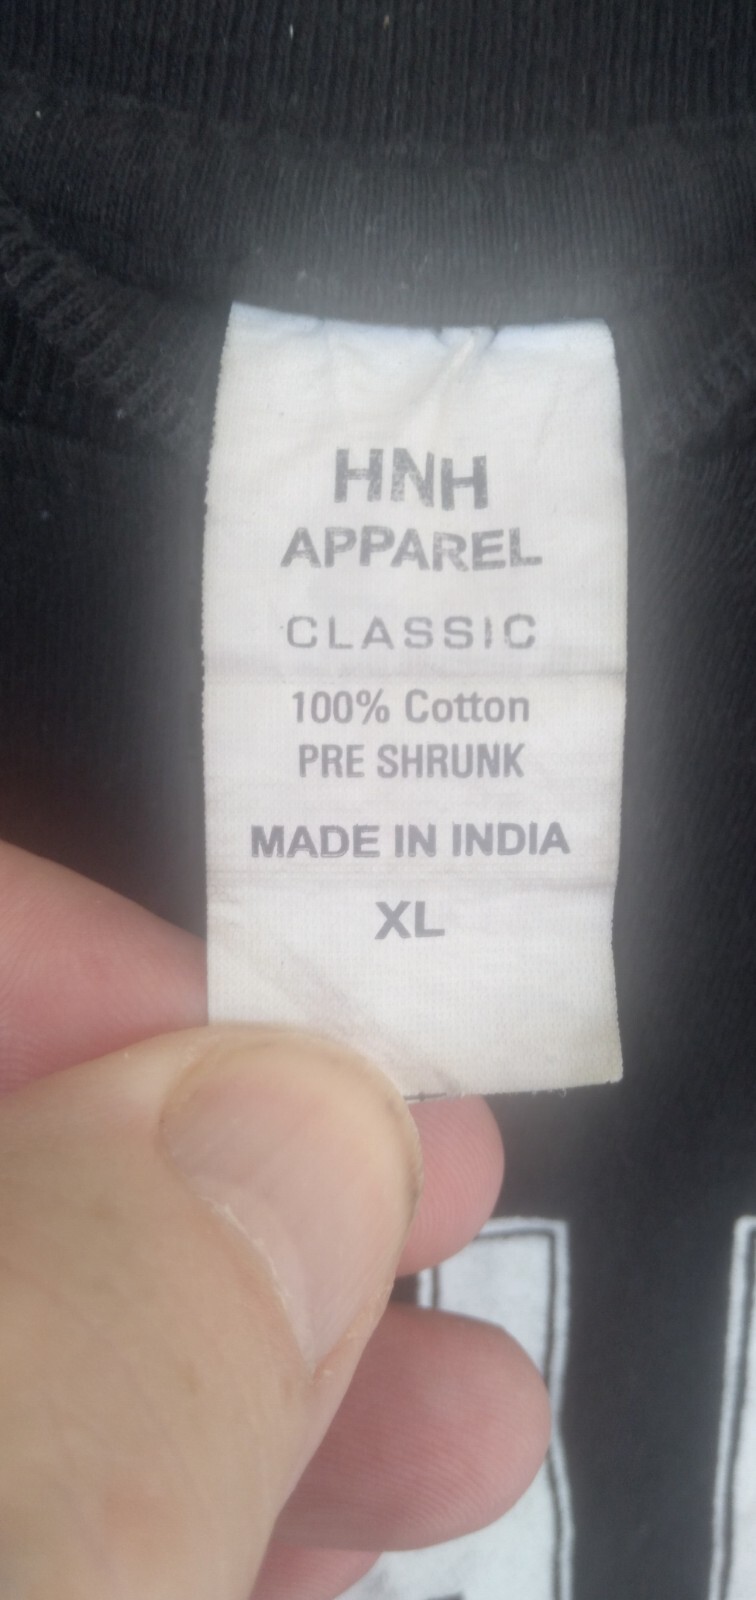 HNH
APPAREL
CLASSIC
100% Cotton
PRE SHRUNK
MADE IN INDIA
XL